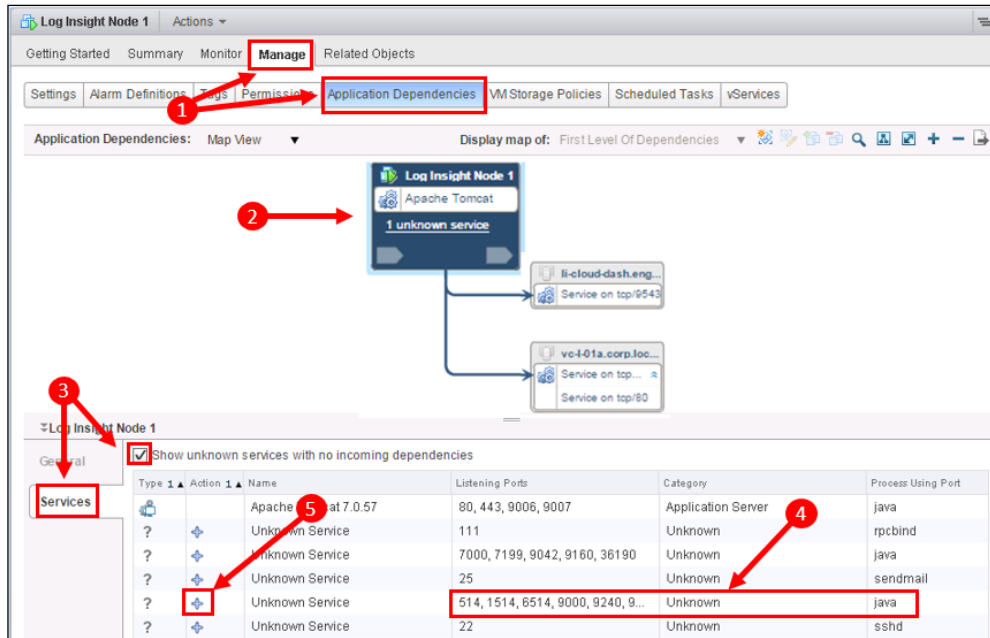 Log Insight Node 1 Actions
Getting Started Summary Monitor Manage Related Objects
1
Settings Alarm Definitions Tags Permissions Application Dependencies VM Storage Policies Scheduled Tasks vServices
Application Dependencies: Map View Display map of: First Level Of Dependencies
Log Insight Node 1
Apache Tomcat
2
1 unknown service
li-cloud-dash.eng...
Service on tcp/9543
vc-l-01a.corp.loc...
Service on tcp...
Service on tcp/80
3
Log Insight Node 1
General
Show unknown services with no incoming dependencies
Type 1 Action 1 Name Listening Ports Category Process Using Port
Services
Apache Tomcat 7.0.57 80, 443, 9006, 9007 Application Server java
5
4
? Unknown Service 111 Unknown rpcbind
? Unknown Service 7000, 7199, 9042, 9160, 36190 Unknown java
? Unknown Service 25 Unknown sendmail
? Unknown Service 514, 1514, 6514, 9000, 9240, 9... Unknown java
? Unknown Service 22 Unknown sshd